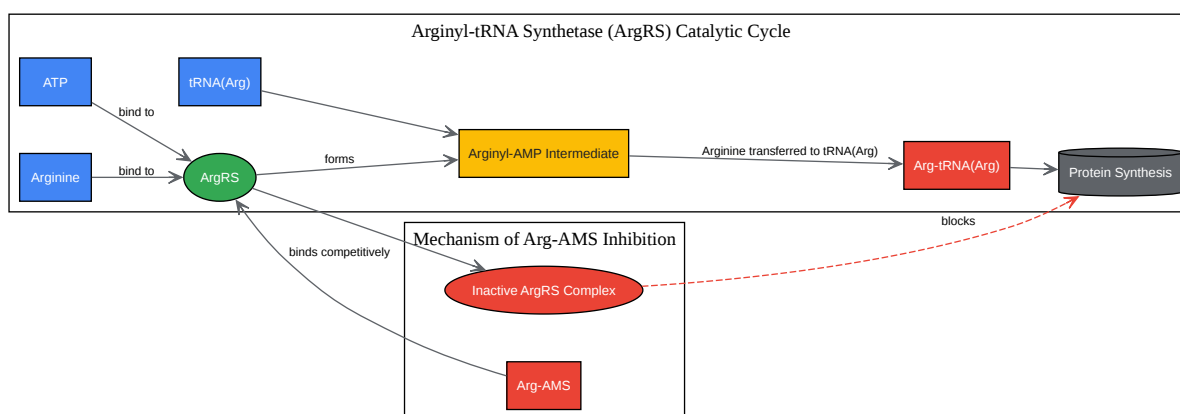 Arginyl-tRNA Synthetase (ArgRS) Catalytic Cycle
ATP
tRNA(Arg)
bind to
Arginyl-AMP Intermediate
forms
Arginine transferred to tRNA(Arg)
Arg-tRNA(Arg)
Protein Synthesis
Arginine
bind to
ArgRS
blocks
Mechanism of Arg-AMS Inhibition
binds competitively
Inactive ArgRS Complex
Arg-AMS